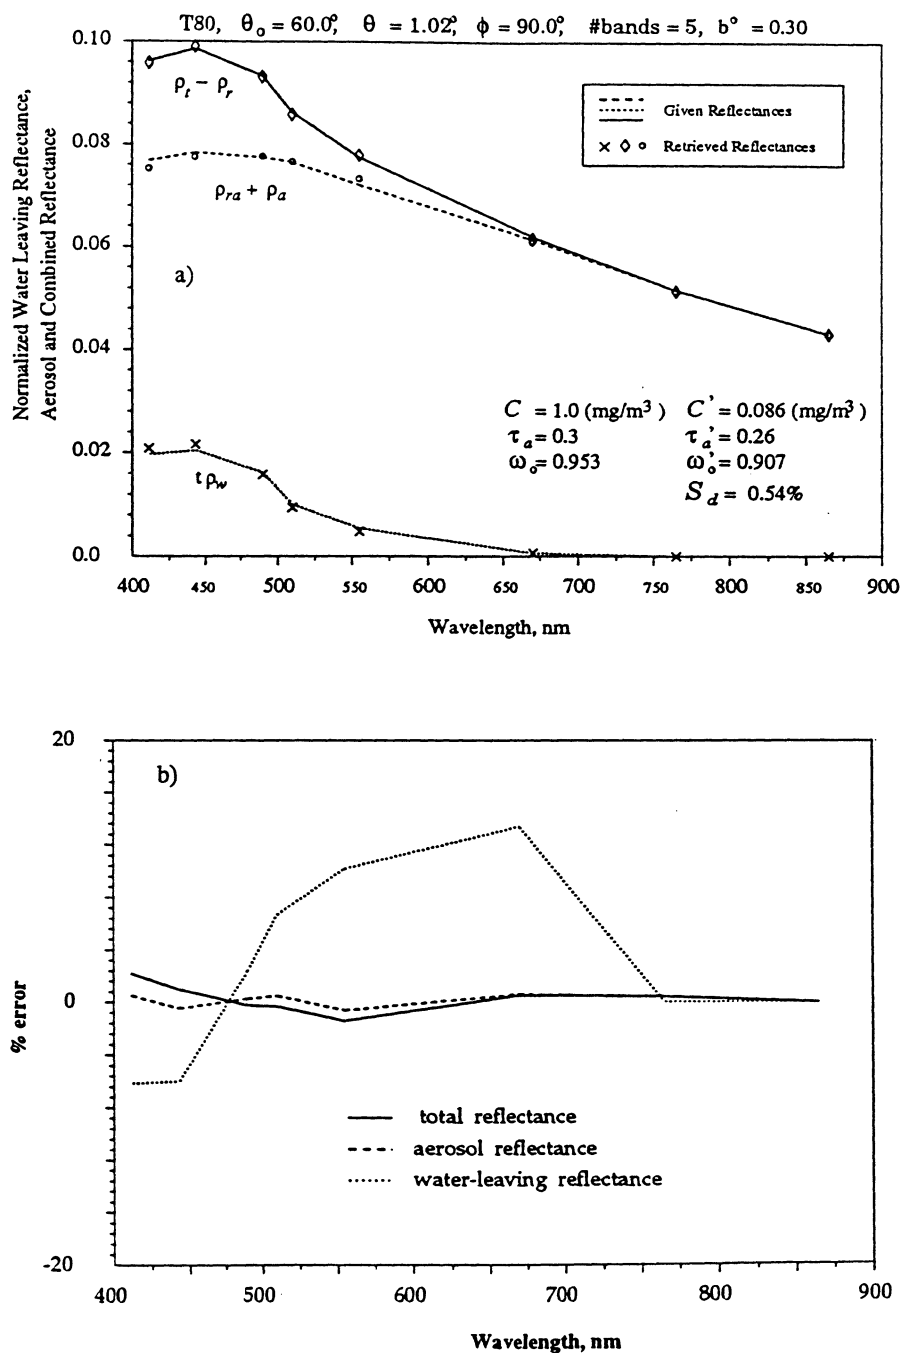 T80, θₒ = 60.0°, θ = 1.02°, ϕ = 90.0°, #bands = 5, b° = 0.30
Normalized Water Leaving Reflectance,
Aerosol and Combined Reflectance
0.10
0.08
0.06
0.04
0.02
0.0
ρt − ρr
ρra + ρa
a)
tρw
Given Reflectances
Retrieved Reflectances
C = 1.0 (mg/m³) C' = 0.086 (mg/m³)
τa = 0.3 τa' = 0.26
ωo = 0.953 ωo' = 0.907
Sd = 0.54%
400 450 500 550 600 650 700 750 800 850 900
Wavelength, nm
b)
20
0
-20
% error
total reflectance
aerosol reflectance
water-leaving reflectance
400 500 600 700 800 900
Wavelength, nm